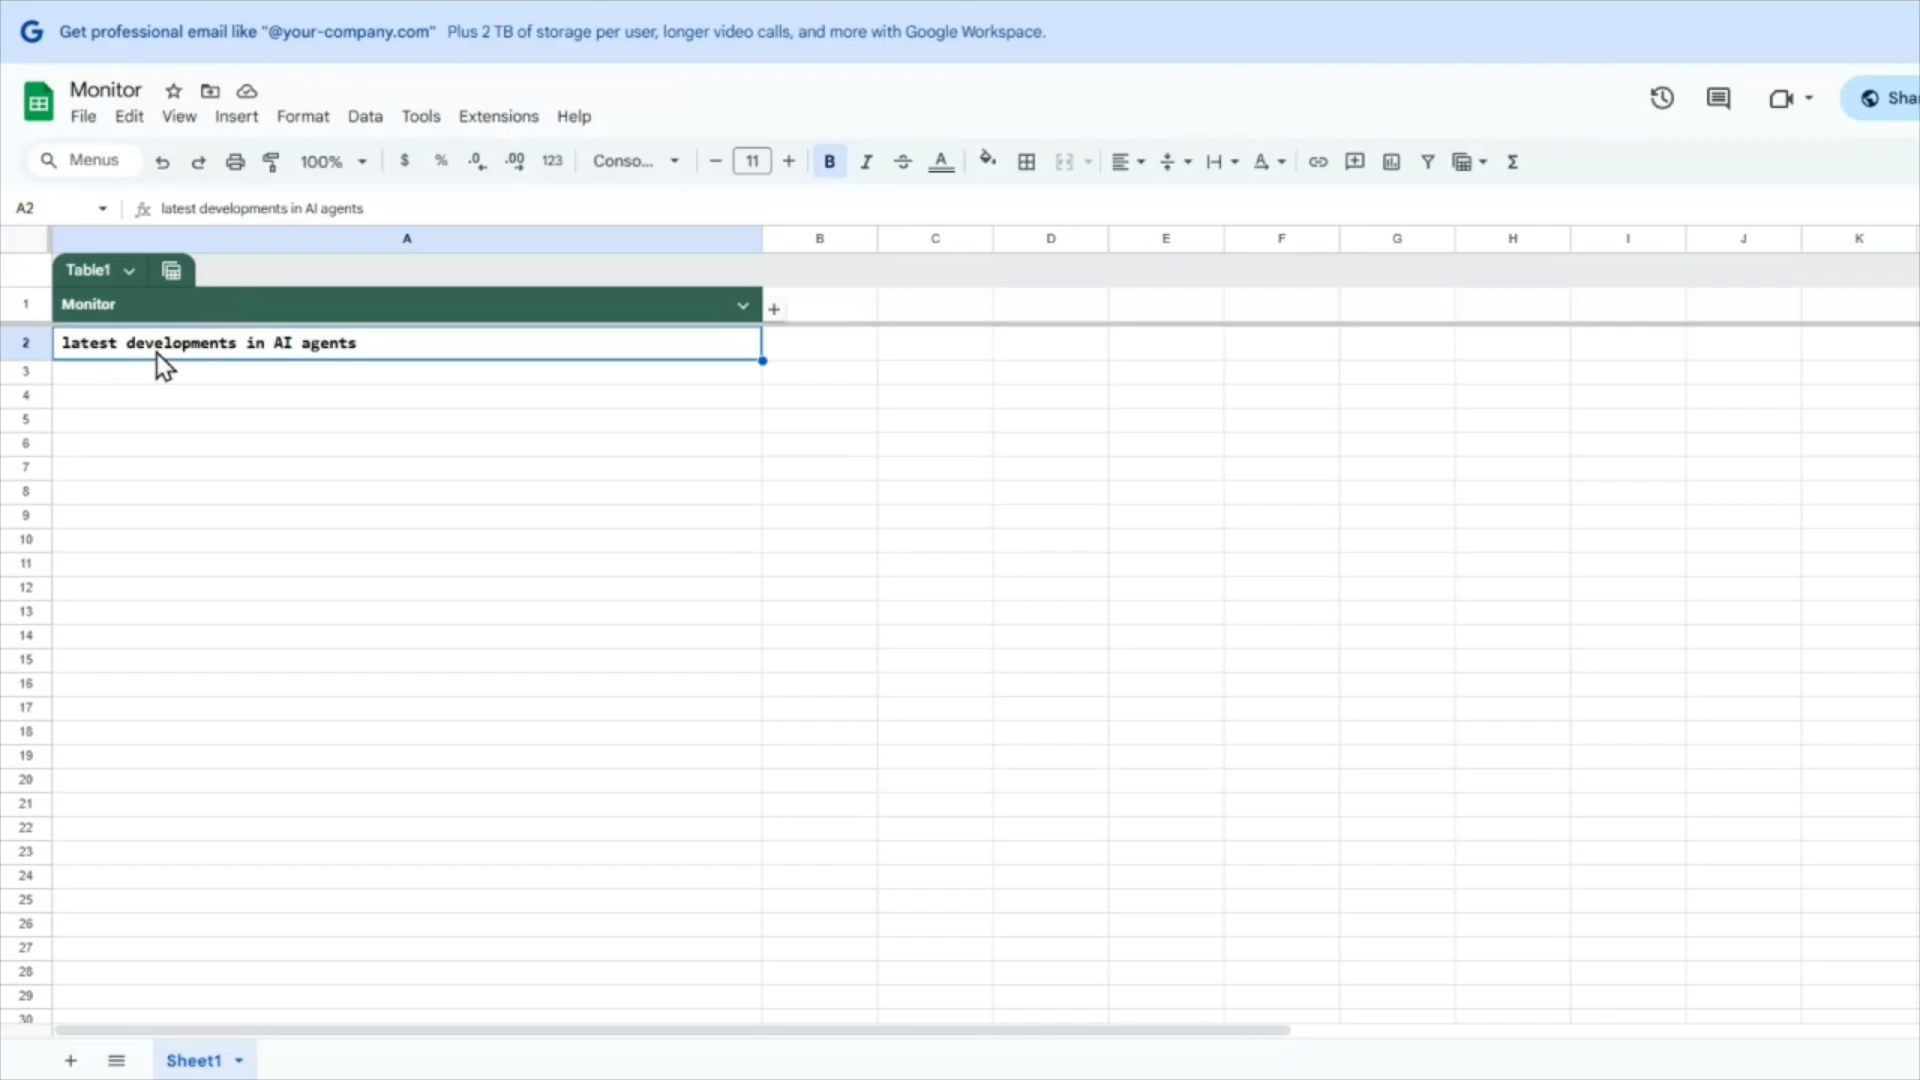 Get professional email like "@your-company.com" Plus 2 TB of storage per user, longer video calls, and more with Google Workspace.
Monitor
File Edit View Insert Format Data Tools Extensions Help
Menus 100% $ % .0 .00 123 Conso... 11 B I A
A2 fx latest developments in AI agents
A B C D E F G H I J K
Table1
1 Monitor
2 latest developments in AI agents
3
4
5
6
7
8
9
10
11
12
13
14
15
16
17
18
19
20
21
22
23
24
25
26
27
28
29
30
Sheet1